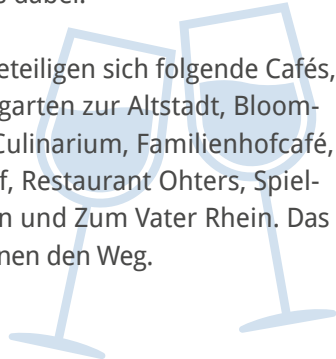 s dabei.
eteiligen sich folgende Cafés,
garten zur Altstadt, Bloom-
Culinarium, Familienhofcafé,
f, Restaurant Ohters, Spiel-
n und Zum Vater Rhein. Das
nen den Weg.